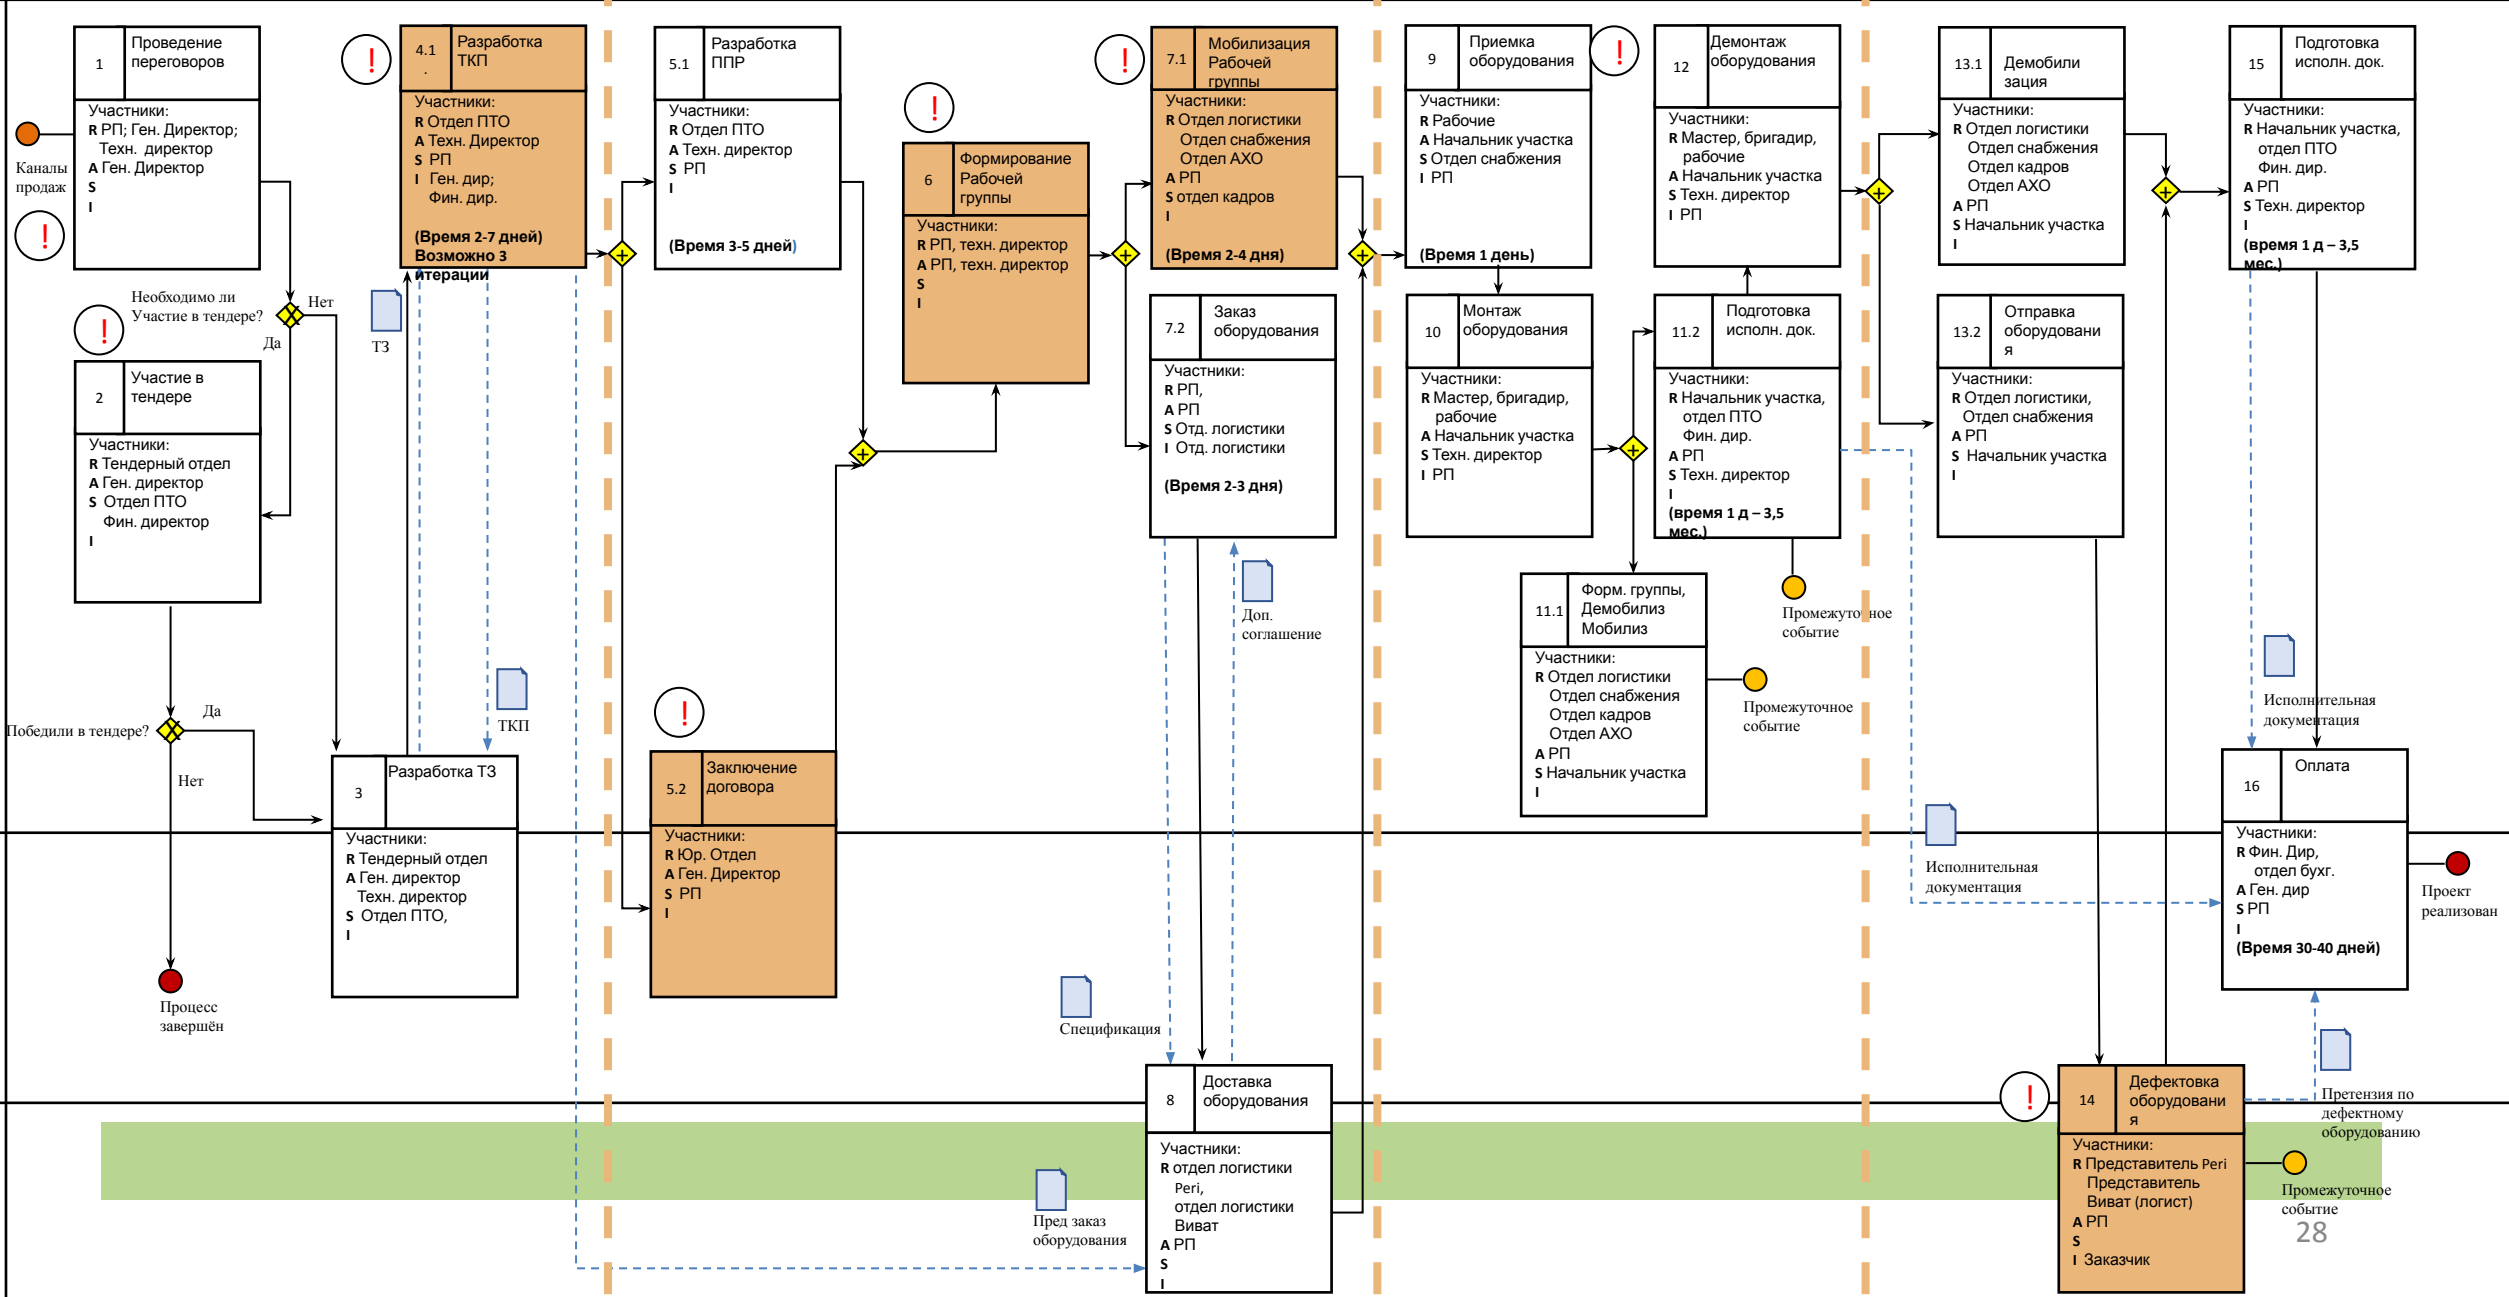 1
Проведение
переговоров
Участники:
R РП; Ген. Директор;
Техн. директор
A Ген. Директор
S
I
Каналы
продаж
!
Необходимо ли
Участие в тендере?
Нет
Да
!
2
Участие в
тендере
Участники:
R Тендерный отдел
A Ген. директор
S Отдел ПТО
Фин. директор
I
Победили в тендере?
Да
Нет
Процесс
завершён
3
Разработка ТЗ
Участники:
R Тендерный отдел
A Ген. директор
Техн. директор
S Отдел ПТО,
I
!
4.1
.
Разработка
ТКП
Участники:
R Отдел ПТО
A Техн. Директор
S РП
I Ген. дир;
Фин. дир.
(Время 2-7 дней)
Возможно 3
итерации
ТЗ
ТКП
5.1
Разработка
ППР
Участники:
R Отдел ПТО
A Техн. директор
S РП
I
(Время 3-5 дней)
!
5.2
Заключение
договора
Участники:
R Юр. Отдел
A Ген. Директор
S РП
I
!
6
Формирование
Рабочей
группы
Участники:
R РП, техн. директор
A РП, техн. директор
S
I
!
7.1
Мобилизация
Рабочей
группы
Участники:
R Отдел логистики
Отдел снабжения
Отдел АХО
A РП
S отдел кадров
I
(Время 2-4 дня)
7.2
Заказ
оборудования
Участники:
R РП,
A РП
S Отд. логистики
I Отд. логистики
(Время 2-3 дня)
Доп.
соглашение
Спецификация
Пред заказ
оборудования
8
Доставка
оборудования
Участники:
R отдел логистики
Peri,
отдел логистики
Виват
A РП
S
I
9
Приемка
оборудования
Участники:
R Рабочие
A Начальник участка
S Отдел снабжения
I РП
(Время 1 день)
!
10
Монтаж
оборудования
Участники:
R Мастер, бригадир,
рабочие
A Начальник участка
S Техн. директор
I РП
11.1
Форм. группы,
Демобилиз
Мобилиз
Участники:
R Отдел логистики
Отдел снабжения
Отдел кадров
Отдел АХО
A РП
S Начальник участка
I
Промежуточное
событие
11.2
Подготовка
исполн. док.
Участники:
R Начальник участка,
отдел ПТО
Фин. дир.
A РП
S Техн. директор
I
(время 1 д – 3,5
мес.)
Промежуточное
событие
12
Демонтаж
оборудования
Участники:
R Мастер, бригадир,
рабочие
A Начальник участка
S Техн. директор
I РП
13.1
Демобили
зация
Участники:
R Отдел логистики
Отдел снабжения
Отдел кадров
Отдел АХО
A РП
S Начальник участка
I
13.2
Отправка
оборудовани
я
Участники:
R Отдел логистики,
Отдел снабжения
A РП
S Начальник участка
I
Исполнительная
документация
!
14
Дефектовка
оборудовани
я
Участники:
R Представитель Peri
Представитель
Виват (логист)
A РП
S
I Заказчик
Претензия по
дефектному
оборудованию
Промежуточное
событие
15
Подготовка
исполн. док.
Участники:
R Начальник участка,
отдел ПТО
Фин. дир.
A РП
S Техн. директор
I
(время 1 д – 3,5
мес.)
Исполнительная
документация
16
Оплата
Участники:
R Фин. Дир,
отдел бухг.
A Ген. дир
S РП
I
(Время 30-40 дней)
Проект
реализован
28